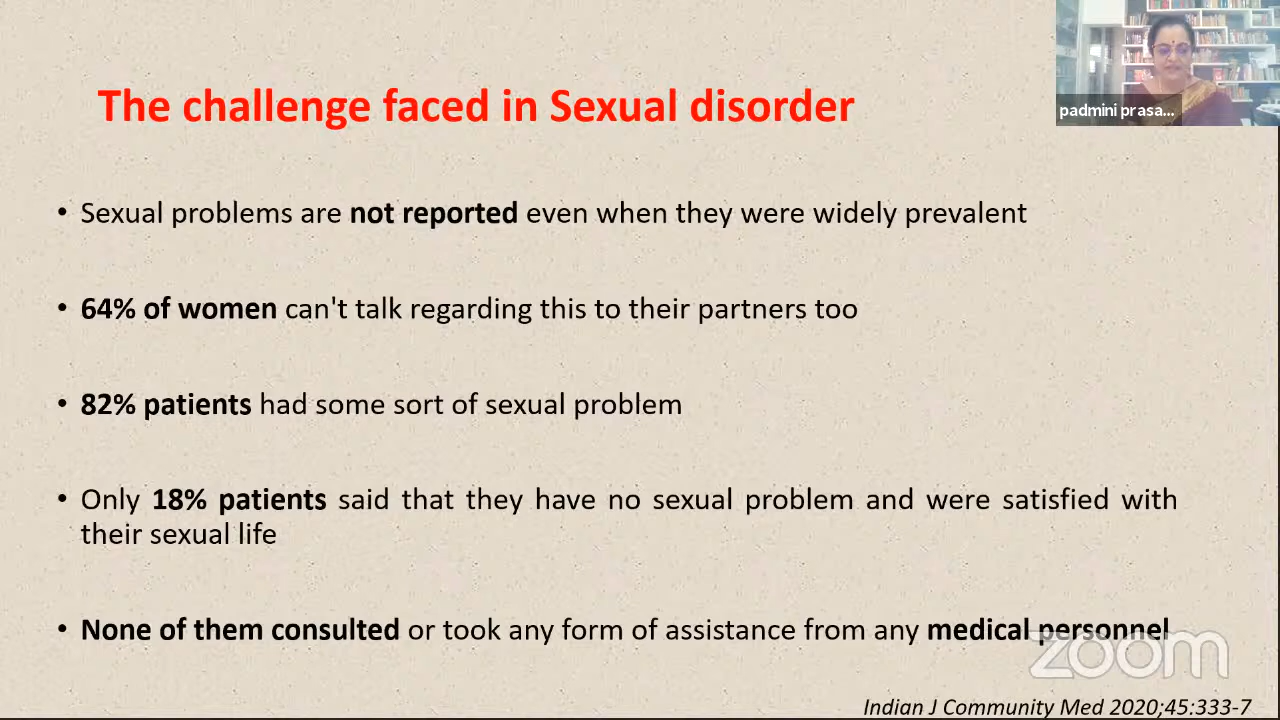 The challenge faced in Sexual disorder
padmini prasa...
• Sexual problems are not reported even when they were widely prevalent
• 64% of women can't talk regarding this to their partners too
• 82% patients had some sort of sexual problem
• Only 18% patients said that they have no sexual problem and were satisfied with
their sexual life
• None of them consulted or took any form of assistance from any medical personnel
zoom
Indian J Community Med 2020;45:333-7